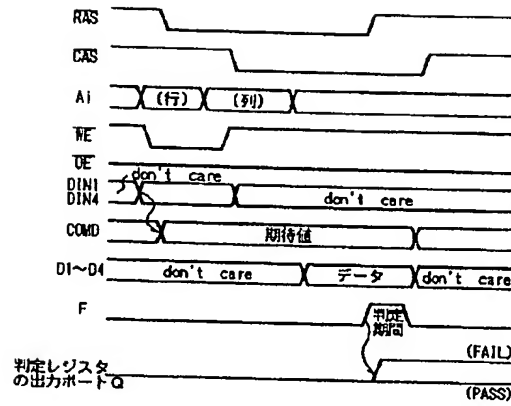 RAS
CAS
Ai (行) (列)
WE
OE
don't care
DIN1
DIN4 don't care
COMD 期待値
D1〜D4 don't care データ don't care
F 判定
期間
(FAIL)
判定レジスタ
の出力ポートQ
(PASS)